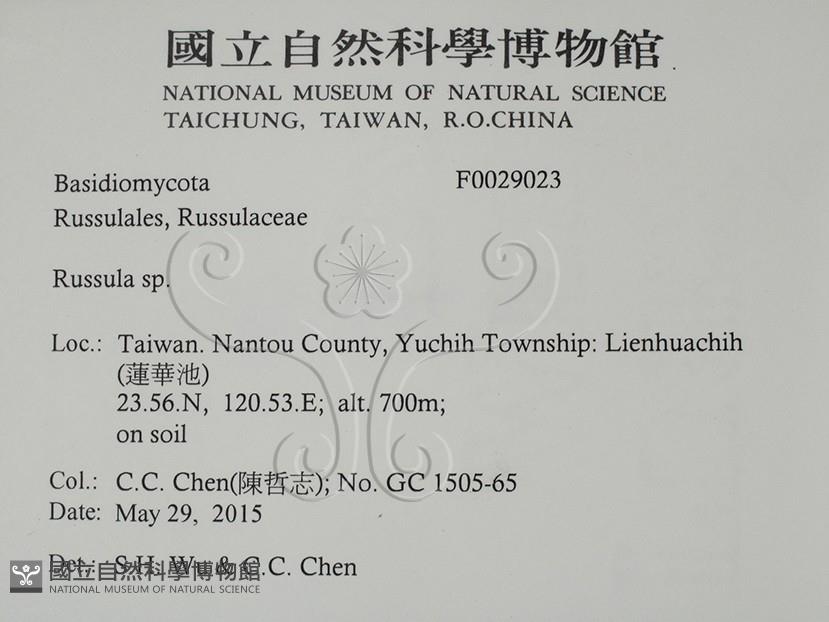 國立自然科學博物館
NATIONAL MUSEUM OF NATURAL SCIENCE
TAICHUNG, TAIWAN, R.O.CHINA
Basidiomycota F0029023
Russulales, Russulaceae
Russula sp.
Loc.: Taiwan. Nantou County, Yuchih Township: Lienhuachih
(蓮華池)
23.56.N, 120.53.E; alt. 700m;
on soil
Col.: C.C. Chen(陳哲志); No. GC 1505-65
Date: May 29, 2015
Det.: S.H. Wu & C.C. Chen
國立自然科學博物館
NATIONAL MUSEUM OF NATURAL SCIENCE